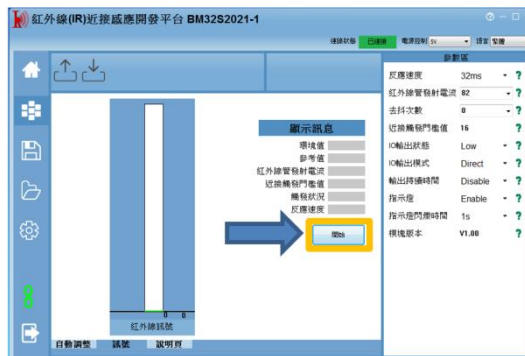 紅外線(IR)近接感應開發平台 BM32S2021-1
連線狀態 已連線 電源控制 5V 語言 繁體
參數區
反應速度 32ms ?
紅外線管發射電流 82 ?
去抖次數 0 ?
近接觸發門檻值 16 ?
IO輸出狀態 Low ?
IO輸出模式 Direct ?
輸出持續時間 Disable ?
指示燈 Enable ?
指示燈閃爍時間 1s ?
模塊版本 V1.00 ?
顯示訊息
環境值
參考值
紅外線管發射電流
近接觸發門檻值
觸發狀況
反應速度
開始
0 0
紅外線訊號
自動調整 訊號 說明頁